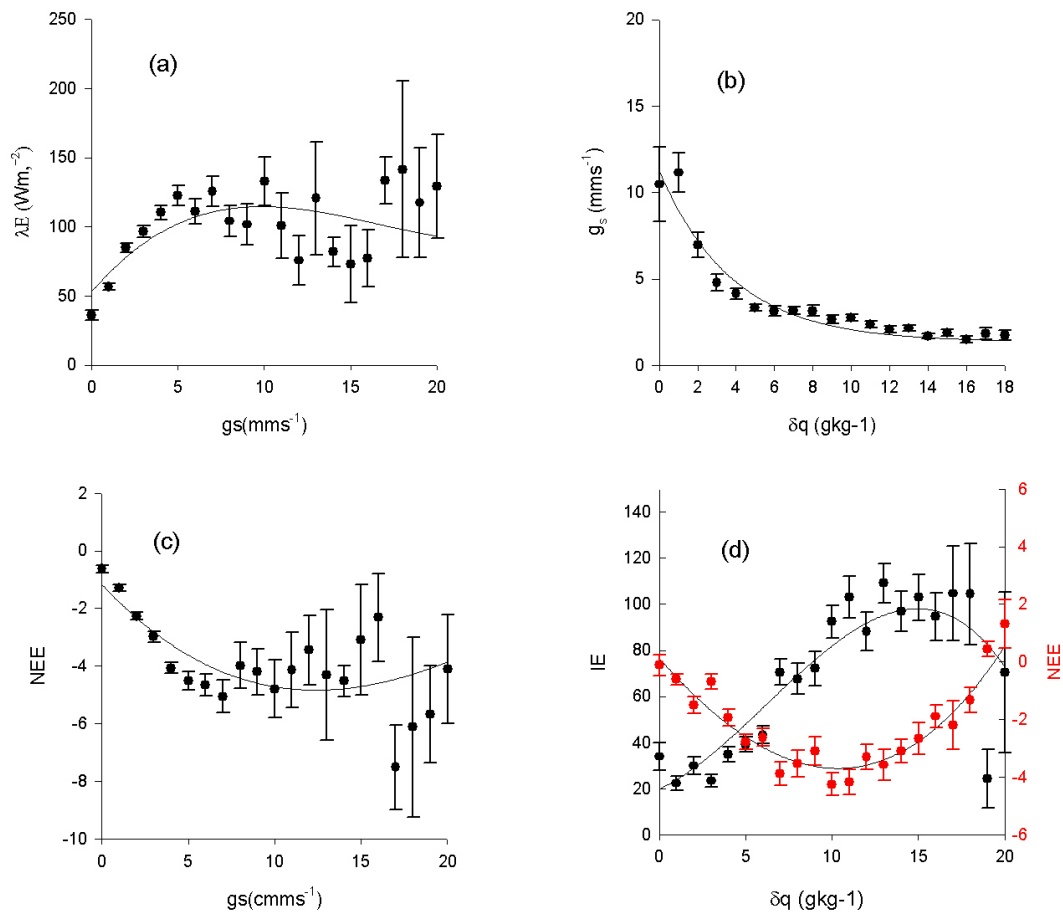 250
200
150
100
50
0
λE (Wm,⁻²)
(a)
0 5 10 15 20
gs(mms⁻¹)
20
15
10
5
0
gₛ (mms⁻¹)
(b)
0 2 4 6 8 10 12 14 16 18
δq (gkg-1)
2
0
-2
-4
-6
-8
-10
NEE
(c)
0 5 10 15 20
gs(cmms⁻¹)
140
120
100
80
60
40
20
0
IE
(d)
6
4
2
0
-2
-4
-6
NEE
0 5 10 15 20
δq (gkg-1)